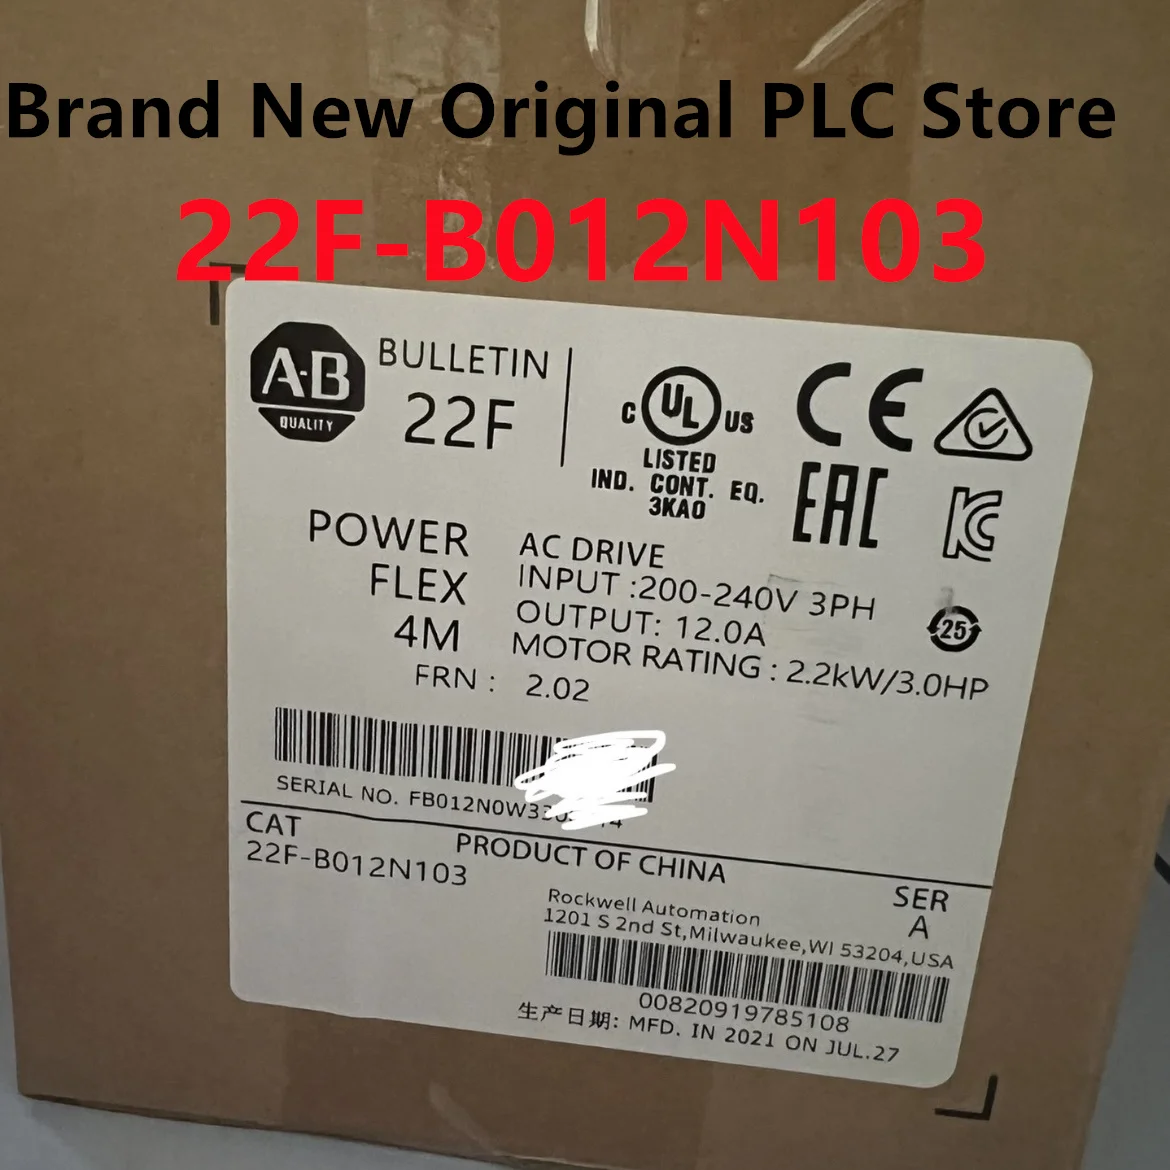 Brand New Original PLC Store
22F-B012N103
A-B
QUALITY
BULLETIN
22F
C UL US
LISTED
IND. CONT. EQ.
3KA0
CE
EAC
KC
25
POWER
FLEX
4M
FRN : 2.02
AC DRIVE
INPUT :200-240V 3PH
OUTPUT: 12.0A
MOTOR RATING : 2.2kW/3.0HP
SERIAL NO.
CAT
22F-B012N103
PRODUCT OF CHINA
SER
A
Rockwell Automation
1201 S 2nd St,Milwaukee,WI 53204,USA
00820919785108
生产日期: MFD. IN 2021 ON JUL.27